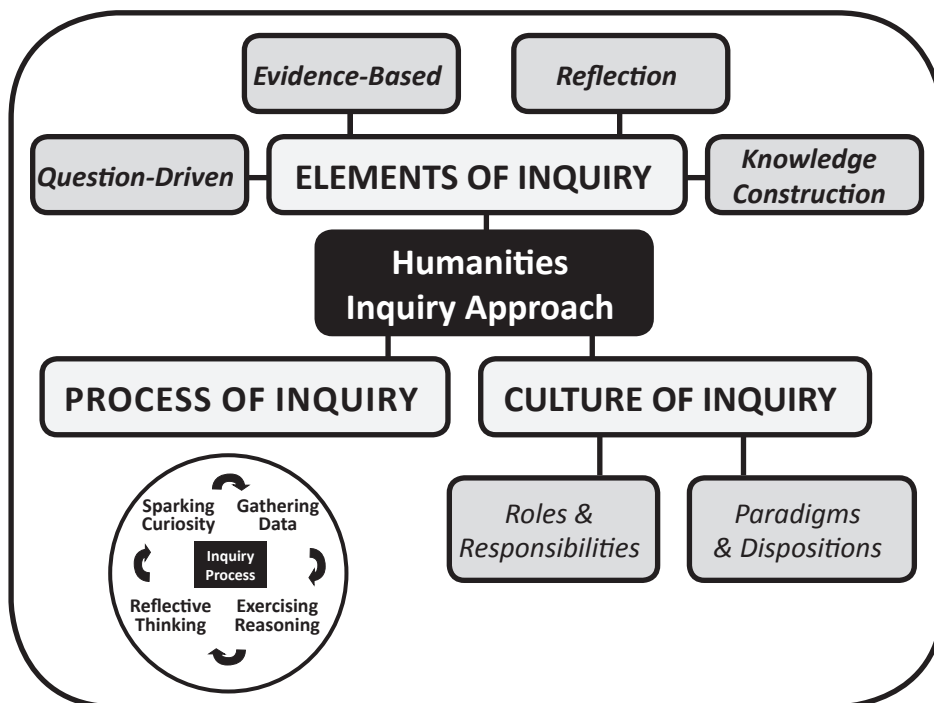 Evidence-Based
Reflection
Question-Driven
ELEMENTS OF INQUIRY
Knowledge
Construction
Humanities
Inquiry Approach
PROCESS OF INQUIRY
CULTURE OF INQUIRY
Sparking
Curiosity
Gathering
Data
Inquiry
Process
Reflective
Thinking
Exercising
Reasoning
Roles &
Responsibilities
Paradigms
& Dispositions